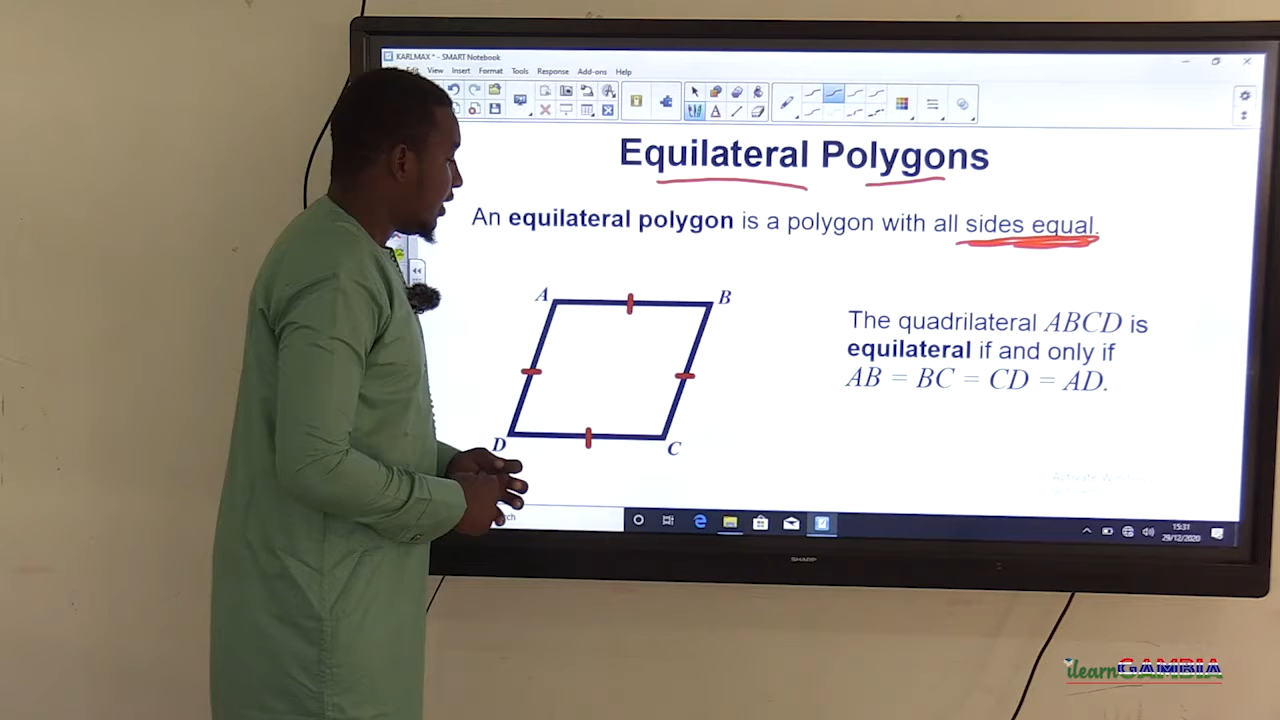 KARLMAX * - SMART Notebook
Edit View Insert Format Tools Response Add-ons Help
Equilateral Polygons
An equilateral polygon is a polygon with all sides equal.
A
B
The quadrilateral ABCD is
equilateral if and only if
AB = BC = CD = AD.
D
C
Activate
15:31
29/12/2020
SHARP
ilearnGAMBIA